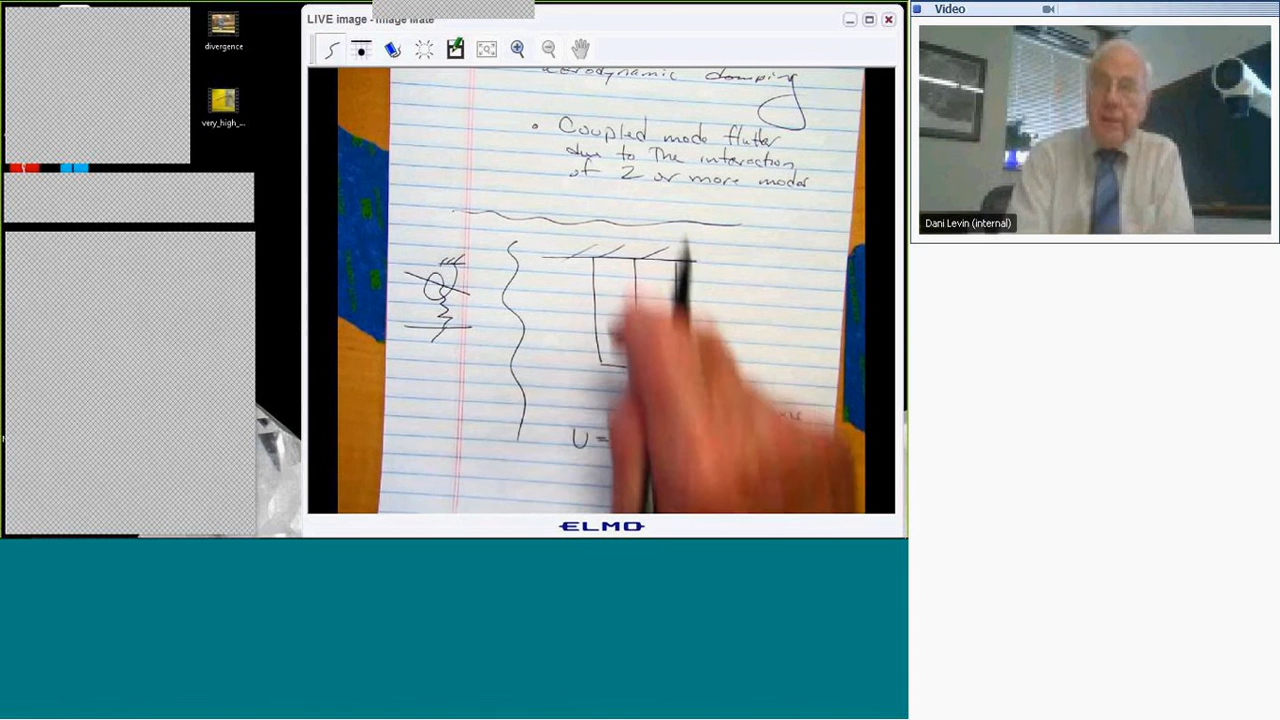 LIVE image - Image Mate
Video
divergence
very_high_...
aerodynamic damping
• Coupled mode flutter
due to the interaction
of 2 or more modes
U =
ELMO
Dani Levin (internal)